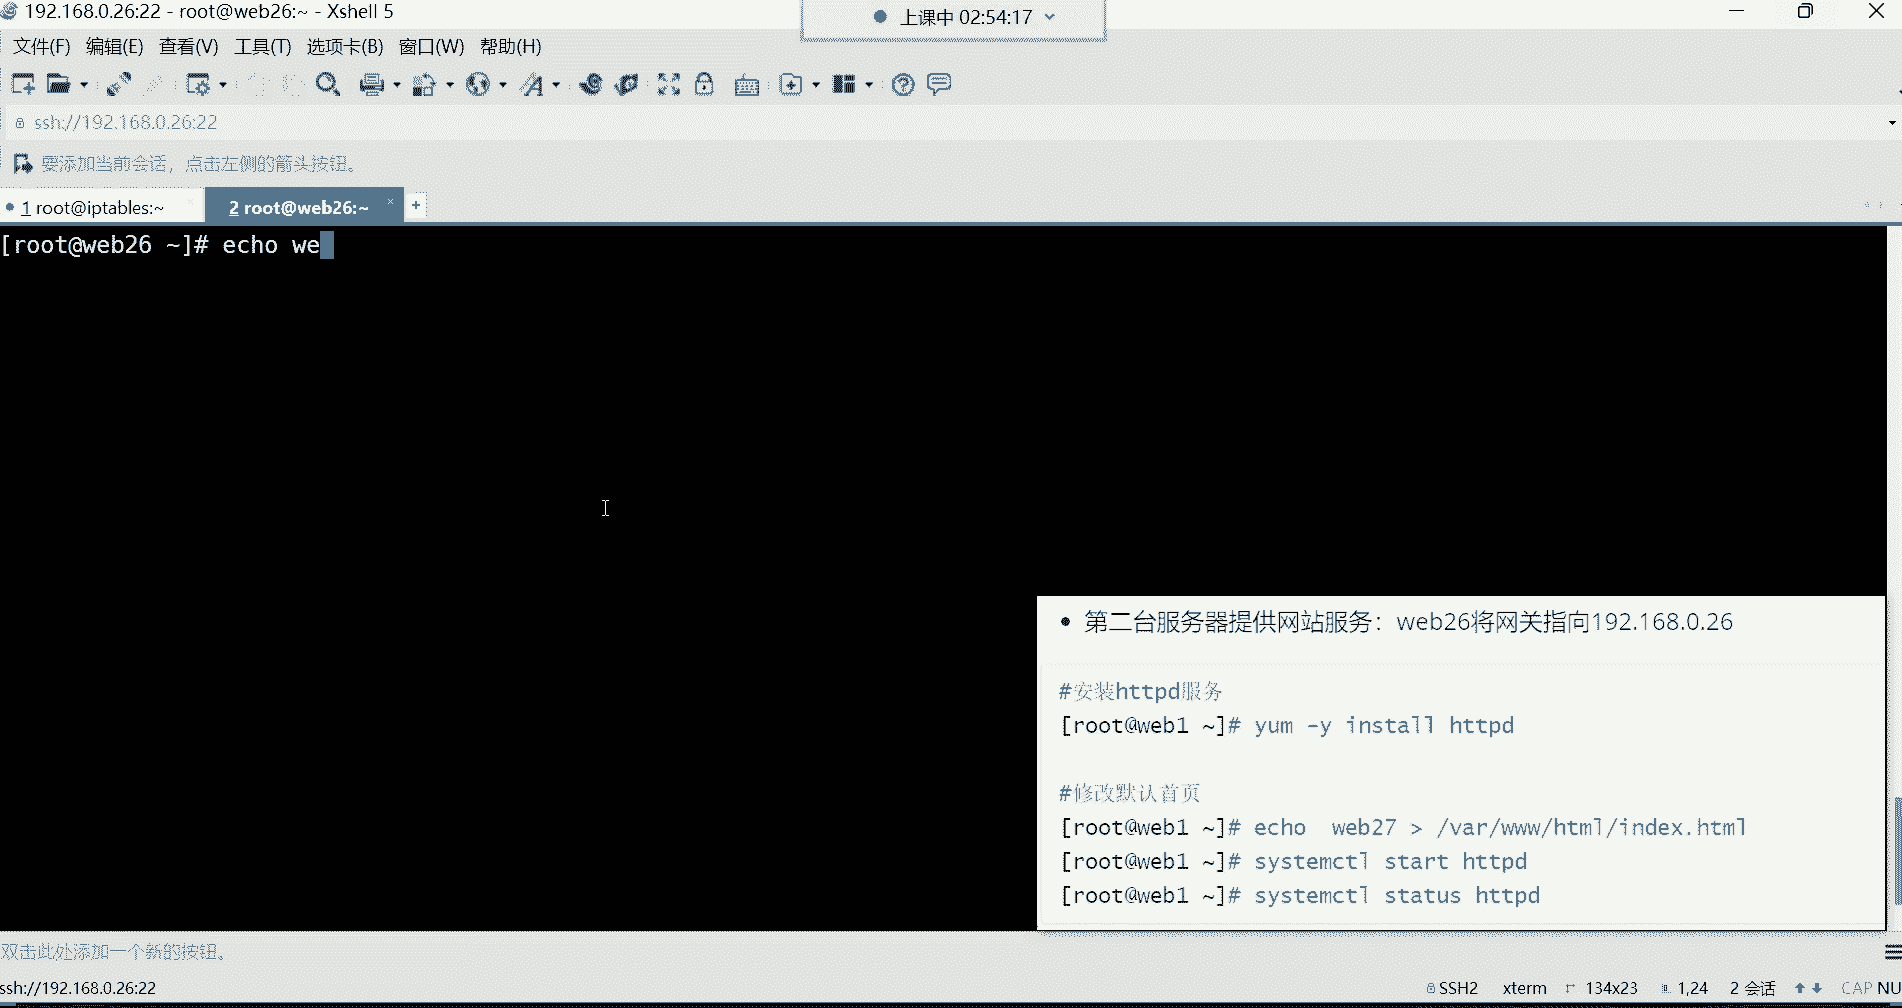 192.168.0.26:22 - root@web26:~ - Xshell 5
上课中 02:54:17
文件(F) 编辑(E) 查看(V) 工具(T) 选项卡(B) 窗口(W) 帮助(H)
ssh://192.168.0.26:22
要添加当前会话，点击左侧的箭头按钮。
1 root@iptables:~ 2 root@web26:~
[root@web26 ~]# echo we
• 第二台服务器提供网站服务：web26将网关指向192.168.0.26
#安装httpd服务
[root@web1 ~]# yum -y install httpd
#修改默认首页
[root@web1 ~]# echo  web27 > /var/www/html/index.html
[root@web1 ~]# systemctl start httpd
[root@web1 ~]# systemctl status httpd
双击此处添加一个新的按钮。
ssh://192.168.0.26:22 SSH2 xterm 134x23 1,24 2 会话 CAP NU